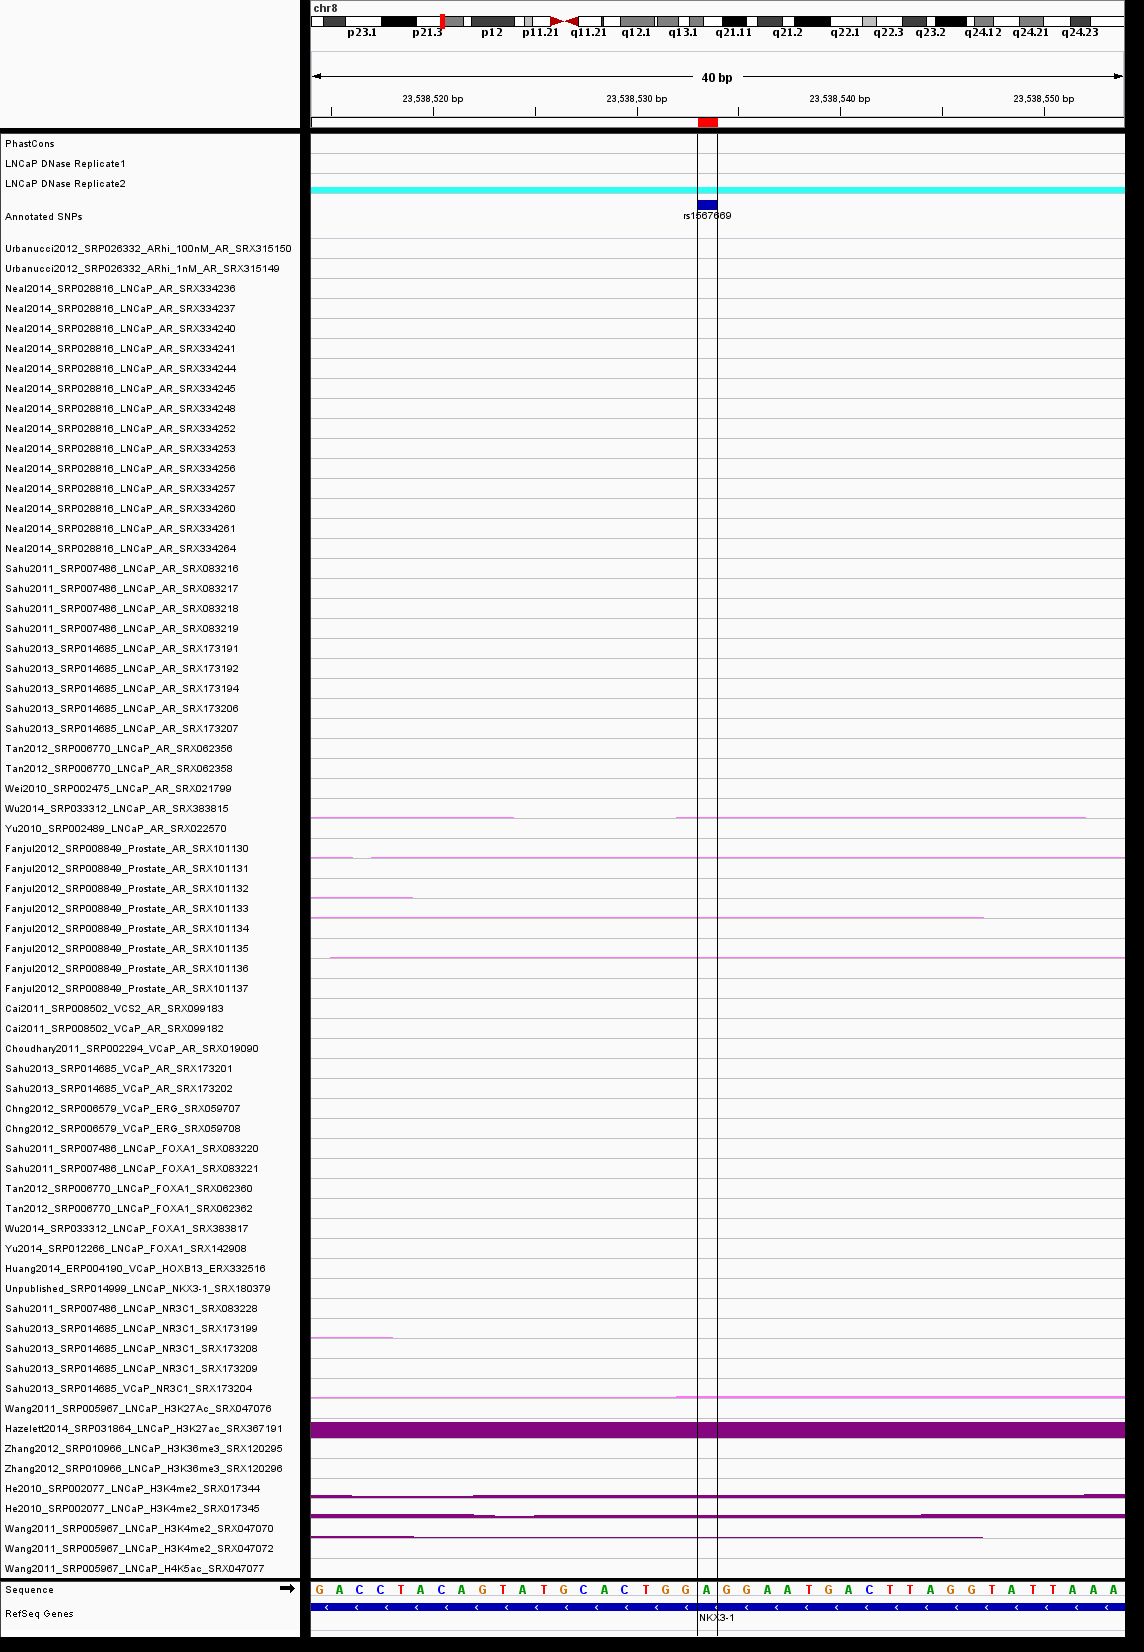 chr8
p23.1 p21.3 p12 p11.21 q11.21 q12.1 q13.1 q21.11 q21.2 q22.1 q22.3 q23.2 q24.12 q24.21 q24.23
40 bp
23,538,520 bp 23,538,530 bp 23,538,540 bp 23,538,550 bp
PhastCons
LNCaP DNase Replicate1
LNCaP DNase Replicate2
Annotated SNPs rs1567669
Urbanucci2012_SRP026332_ARhi_100nM_AR_SRX315150
Urbanucci2012_SRP026332_ARhi_1nM_AR_SRX315149
Neal2014_SRP028816_LNCaP_AR_SRX334236
Neal2014_SRP028816_LNCaP_AR_SRX334237
Neal2014_SRP028816_LNCaP_AR_SRX334240
Neal2014_SRP028816_LNCaP_AR_SRX334241
Neal2014_SRP028816_LNCaP_AR_SRX334244
Neal2014_SRP028816_LNCaP_AR_SRX334245
Neal2014_SRP028816_LNCaP_AR_SRX334248
Neal2014_SRP028816_LNCaP_AR_SRX334252
Neal2014_SRP028816_LNCaP_AR_SRX334253
Neal2014_SRP028816_LNCaP_AR_SRX334256
Neal2014_SRP028816_LNCaP_AR_SRX334257
Neal2014_SRP028816_LNCaP_AR_SRX334260
Neal2014_SRP028816_LNCaP_AR_SRX334261
Neal2014_SRP028816_LNCaP_AR_SRX334264
Sahu2011_SRP007486_LNCaP_AR_SRX083216
Sahu2011_SRP007486_LNCaP_AR_SRX083217
Sahu2011_SRP007486_LNCaP_AR_SRX083218
Sahu2011_SRP007486_LNCaP_AR_SRX083219
Sahu2013_SRP014685_LNCaP_AR_SRX173191
Sahu2013_SRP014685_LNCaP_AR_SRX173192
Sahu2013_SRP014685_LNCaP_AR_SRX173194
Sahu2013_SRP014685_LNCaP_AR_SRX173206
Sahu2013_SRP014685_LNCaP_AR_SRX173207
Tan2012_SRP006770_LNCaP_AR_SRX062356
Tan2012_SRP006770_LNCaP_AR_SRX062358
Wei2010_SRP002475_LNCaP_AR_SRX021799
Wu2014_SRP033312_LNCaP_AR_SRX383815
Yu2010_SRP002489_LNCaP_AR_SRX022570
Fanjul2012_SRP008849_Prostate_AR_SRX101130
Fanjul2012_SRP008849_Prostate_AR_SRX101131
Fanjul2012_SRP008849_Prostate_AR_SRX101132
Fanjul2012_SRP008849_Prostate_AR_SRX101133
Fanjul2012_SRP008849_Prostate_AR_SRX101134
Fanjul2012_SRP008849_Prostate_AR_SRX101135
Fanjul2012_SRP008849_Prostate_AR_SRX101136
Fanjul2012_SRP008849_Prostate_AR_SRX101137
Cai2011_SRP008502_VCS2_AR_SRX099183
Cai2011_SRP008502_VCaP_AR_SRX099182
Choudhary2011_SRP002294_VCaP_AR_SRX019090
Sahu2013_SRP014685_VCaP_AR_SRX173201
Sahu2013_SRP014685_VCaP_AR_SRX173202
Chng2012_SRP006579_VCaP_ERG_SRX059707
Chng2012_SRP006579_VCaP_ERG_SRX059708
Sahu2011_SRP007486_LNCaP_FOXA1_SRX083220
Sahu2011_SRP007486_LNCaP_FOXA1_SRX083221
Tan2012_SRP006770_LNCaP_FOXA1_SRX062360
Tan2012_SRP006770_LNCaP_FOXA1_SRX062362
Wu2014_SRP033312_LNCaP_FOXA1_SRX383817
Yu2014_SRP012266_LNCaP_FOXA1_SRX142908
Huang2014_ERP004190_VCaP_HOXB13_ERX332516
Unpublished_SRP014999_LNCaP_NKX3-1_SRX180379
Sahu2011_SRP007486_LNCaP_NR3C1_SRX083228
Sahu2013_SRP014685_LNCaP_NR3C1_SRX173199
Sahu2013_SRP014685_LNCaP_NR3C1_SRX173208
Sahu2013_SRP014685_LNCaP_NR3C1_SRX173209
Sahu2013_SRP014685_VCaP_NR3C1_SRX173204
Wang2011_SRP005967_LNCaP_H3K27Ac_SRX047076
Hazelett2014_SRP031864_LNCaP_H3K27ac_SRX367191
Zhang2012_SRP010966_LNCaP_H3K36me3_SRX120295
Zhang2012_SRP010966_LNCaP_H3K36me3_SRX120296
He2010_SRP002077_LNCaP_H3K4me2_SRX017344
He2010_SRP002077_LNCaP_H3K4me2_SRX017345
Wang2011_SRP005967_LNCaP_H3K4me2_SRX047070
Wang2011_SRP005967_LNCaP_H3K4me2_SRX047072
Wang2011_SRP005967_LNCaP_H4K5ac_SRX047077
Sequence G A C C T A C A G T A T G C A C T G G A G G A A T G A C T T A G G T A T T A A A
RefSeq Genes NKX3-1